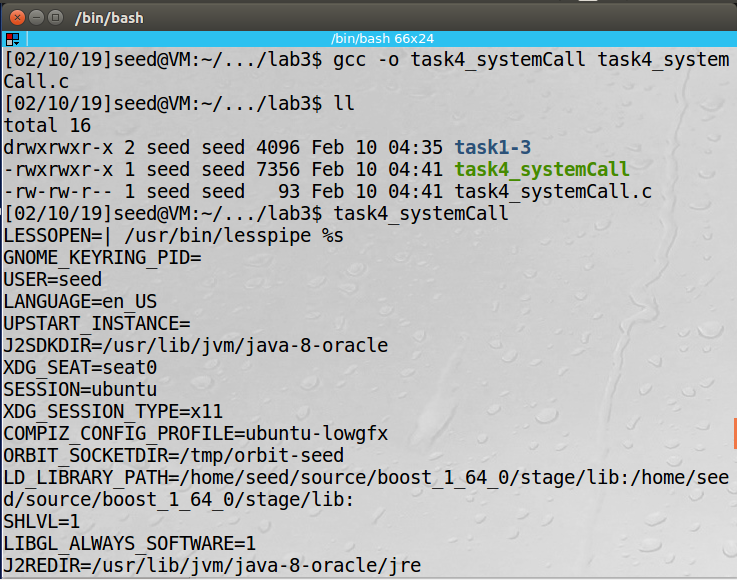 /bin/bash
/bin/bash 66x24
[02/10/19]seed@VM:~/.../lab3$ gcc -o task4_systemCall task4_system
Call.c
[02/10/19]seed@VM:~/.../lab3$ ll
total 16
drwxrwxr-x 2 seed seed 4096 Feb 10 04:35 task1-3
-rwxrwxr-x 1 seed seed 7356 Feb 10 04:41 task4_systemCall
-rw-rw-r-- 1 seed seed   93 Feb 10 04:41 task4_systemCall.c
[02/10/19]seed@VM:~/.../lab3$ task4_systemCall
LESSOPEN=| /usr/bin/lesspipe %s
GNOME_KEYRING_PID=
USER=seed
LANGUAGE=en_US
UPSTART_INSTANCE=
J2SDKDIR=/usr/lib/jvm/java-8-oracle
XDG_SEAT=seat0
SESSION=ubuntu
XDG_SESSION_TYPE=x11
COMPIZ_CONFIG_PROFILE=ubuntu-lowgfx
ORBIT_SOCKETDIR=/tmp/orbit-seed
LD_LIBRARY_PATH=/home/seed/source/boost_1_64_0/stage/lib:/home/see
d/source/boost_1_64_0/stage/lib:
SHLVL=1
LIBGL_ALWAYS_SOFTWARE=1
J2REDIR=/usr/lib/jvm/java-8-oracle/jre